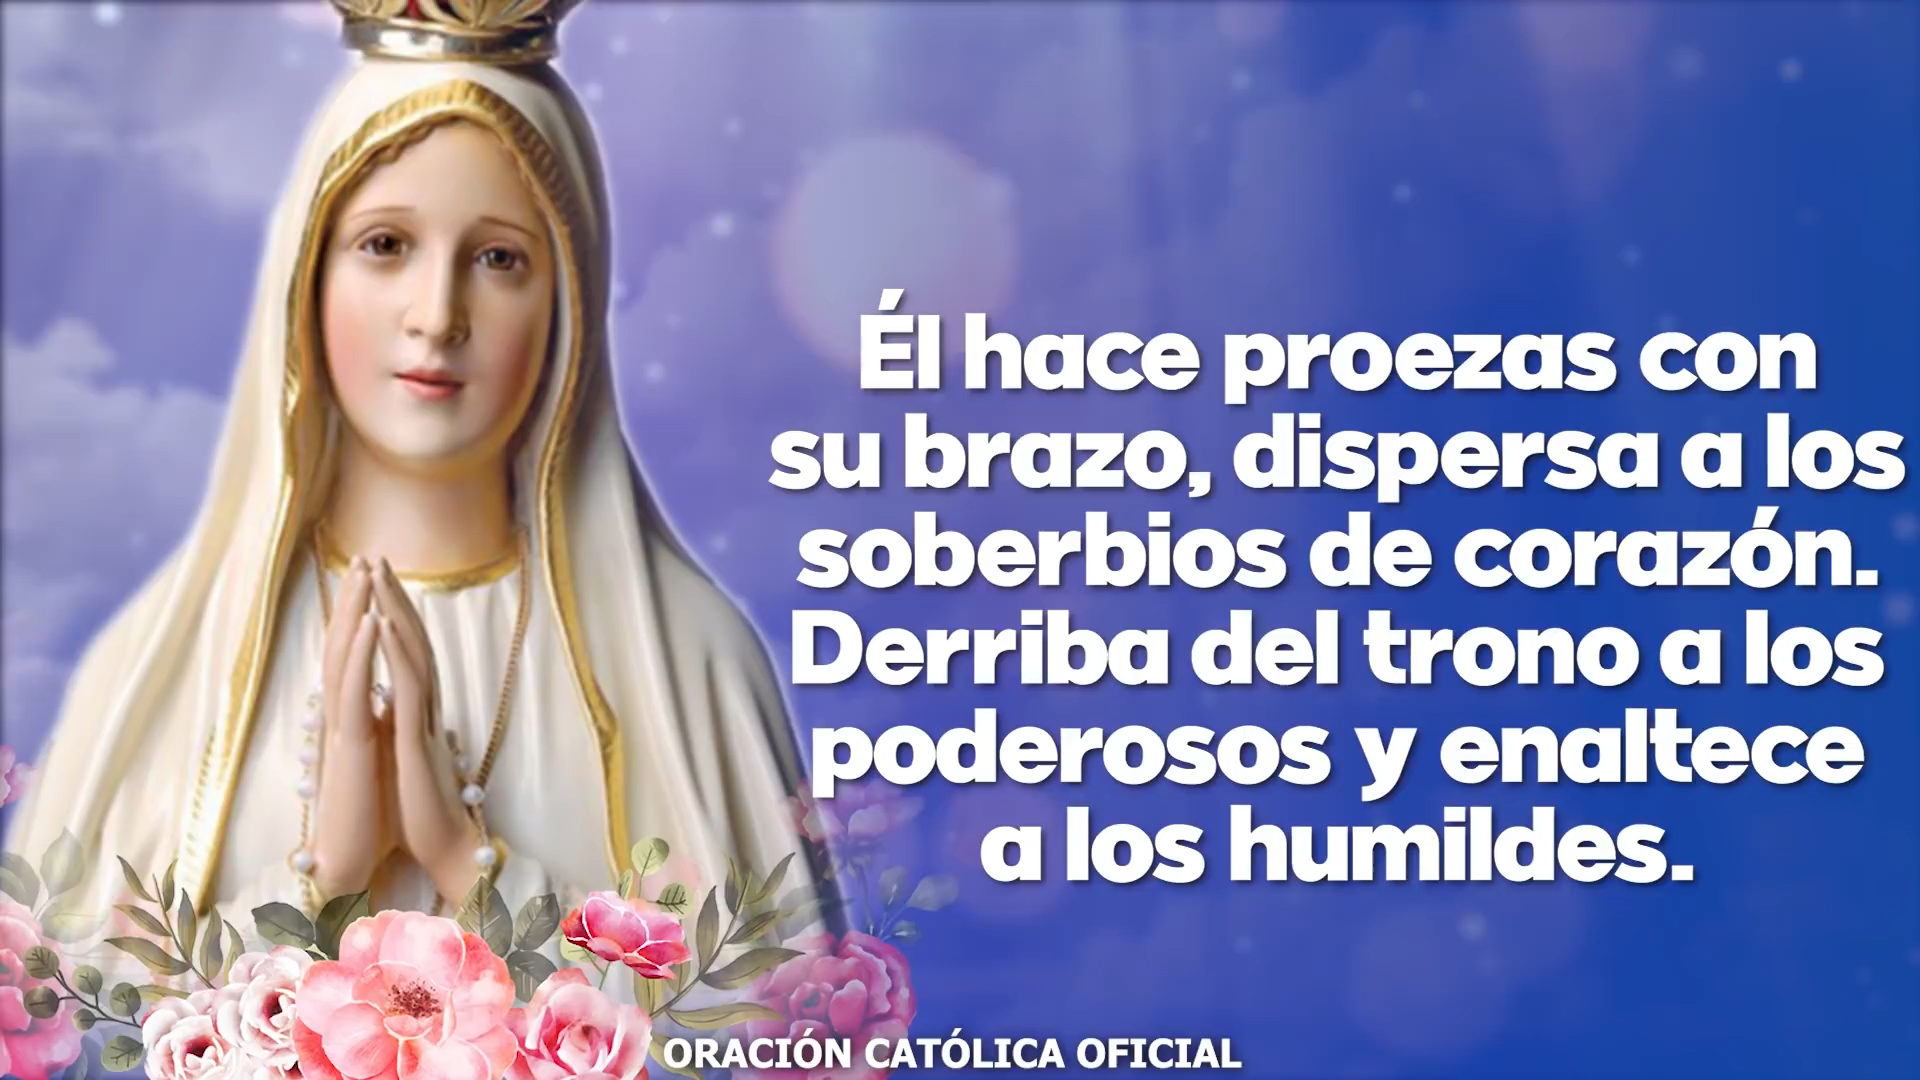 Él hace proezas con
su brazo, dispersa a los
soberbios de corazón.
Derriba del trono a los
poderosos y enaltece
a los humildes.
ORACIÓN CATÓLICA OFICIAL